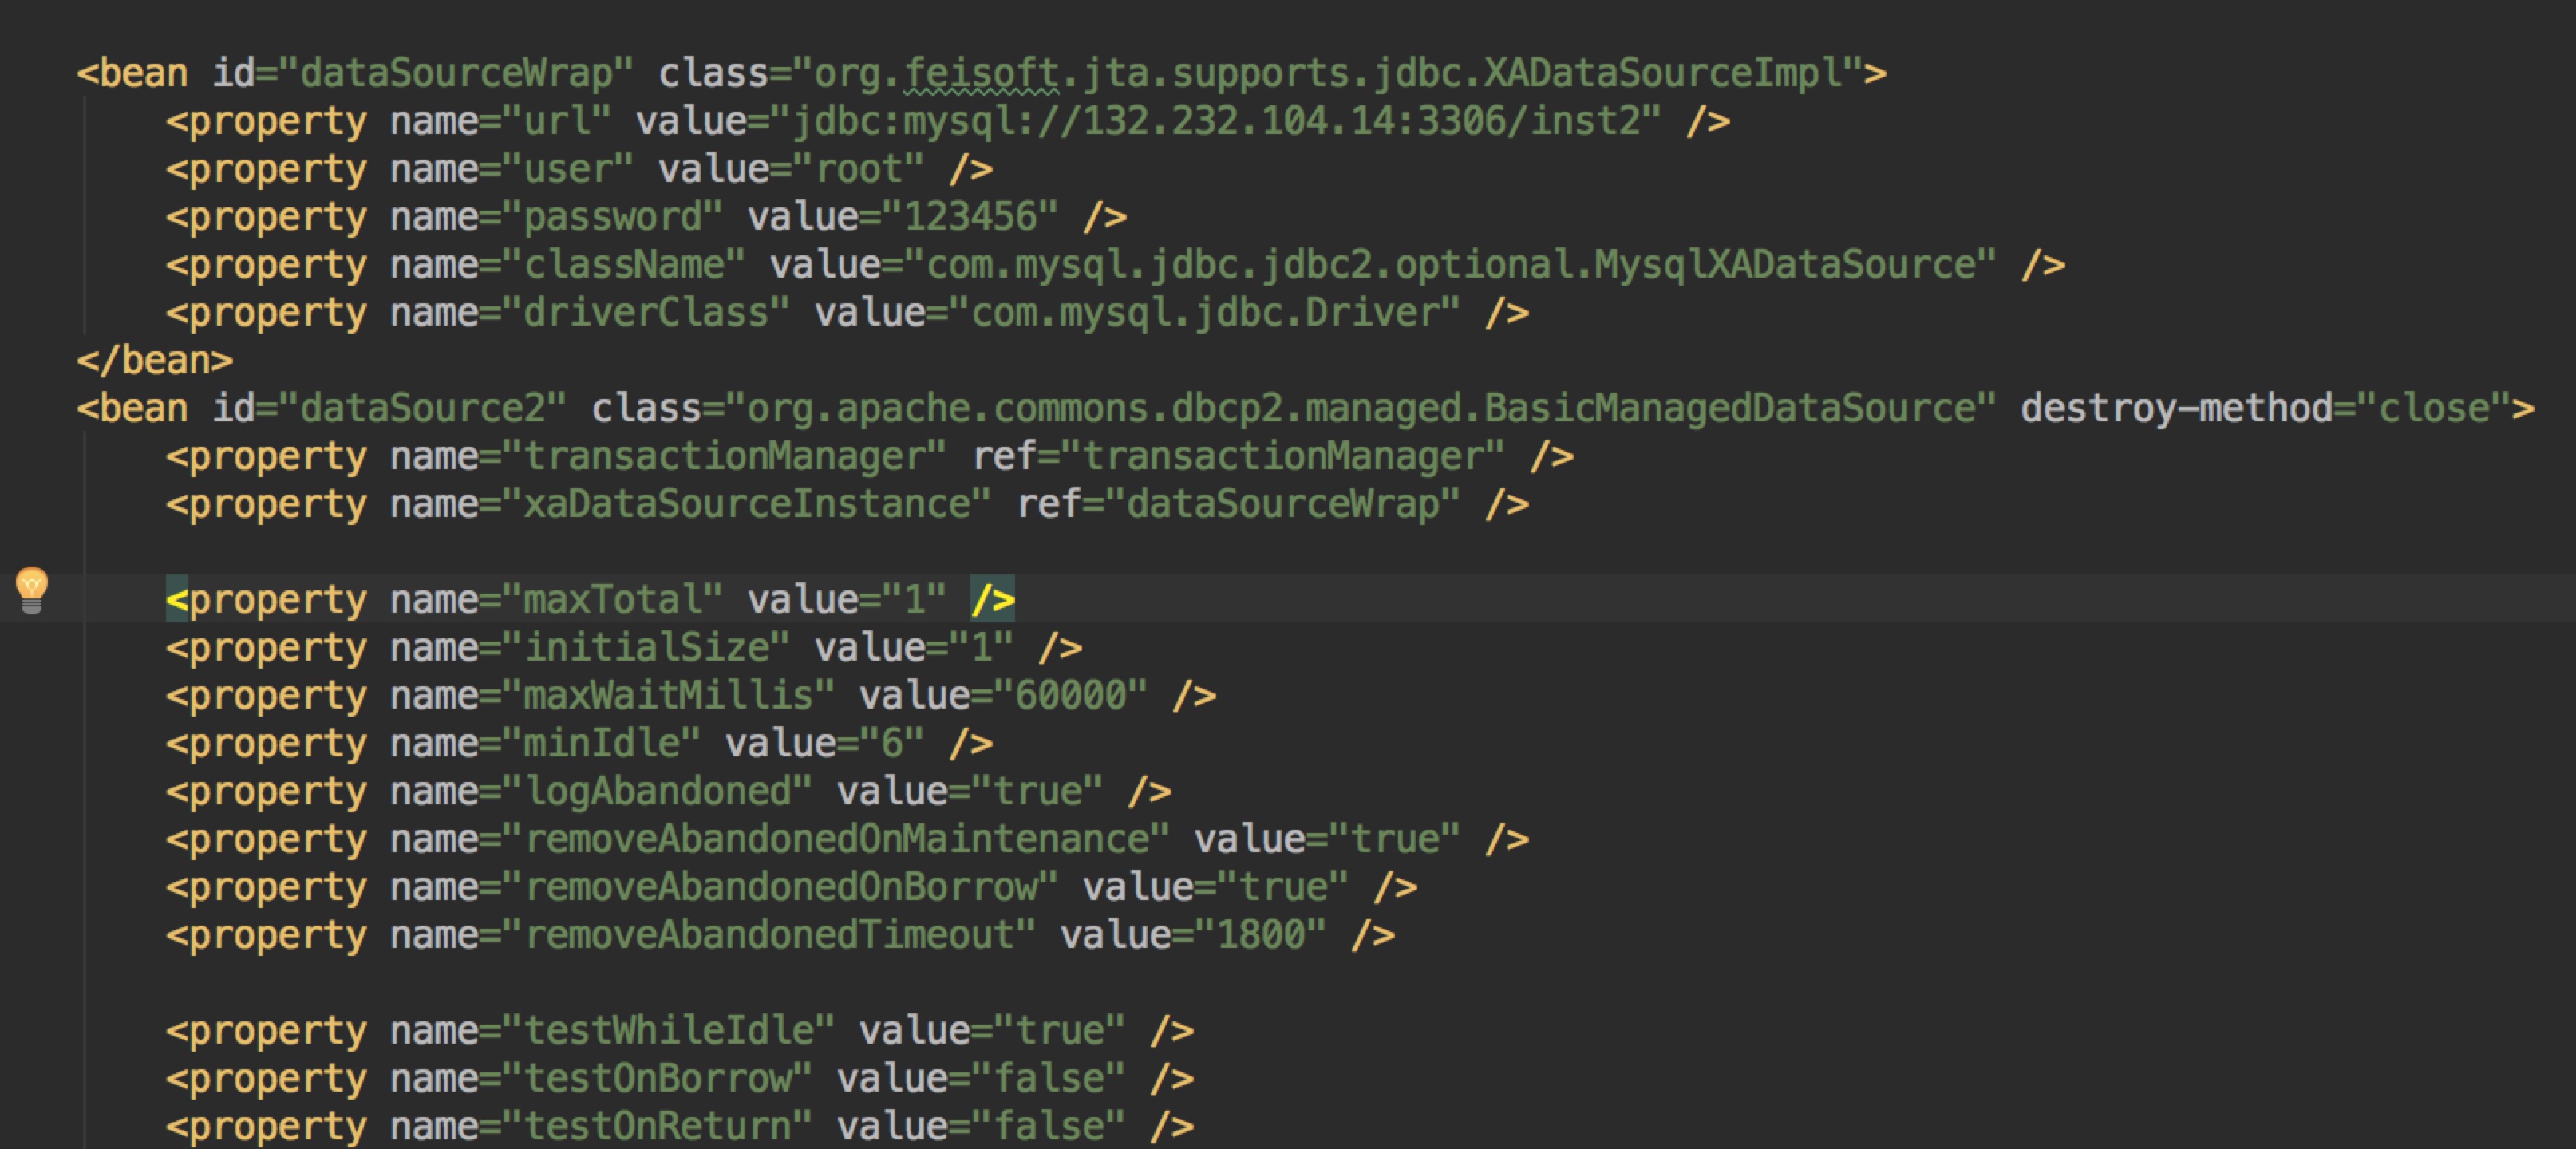 <bean id="dataSourceWrap" class="org.feisoft.jta.supports.jdbc.XADataSourceImpl">
<property name="url" value="jdbc:mysql://132.232.104.14:3306/inst2" />
<property name="user" value="root" />
<property name="password" value="123456" />
<property name="className" value="com.mysql.jdbc.jdbc2.optional.MysqlXADataSource" />
<property name="driverClass" value="com.mysql.jdbc.Driver" />
</bean>
<bean id="dataSource2" class="org.apache.commons.dbcp2.managed.BasicManagedDataSource" destroy-method="close">
<property name="transactionManager" ref="transactionManager" />
<property name="xaDataSourceInstance" ref="dataSourceWrap" />
<property name="maxTotal" value="1" />
<property name="initialSize" value="1" />
<property name="maxWaitMillis" value="60000" />
<property name="minIdle" value="6" />
<property name="logAbandoned" value="true" />
<property name="removeAbandonedOnMaintenance" value="true" />
<property name="removeAbandonedOnBorrow" value="true" />
<property name="removeAbandonedTimeout" value="1800" />
<property name="testWhileIdle" value="true" />
<property name="testOnBorrow" value="false" />
<property name="testOnReturn" value="false" />